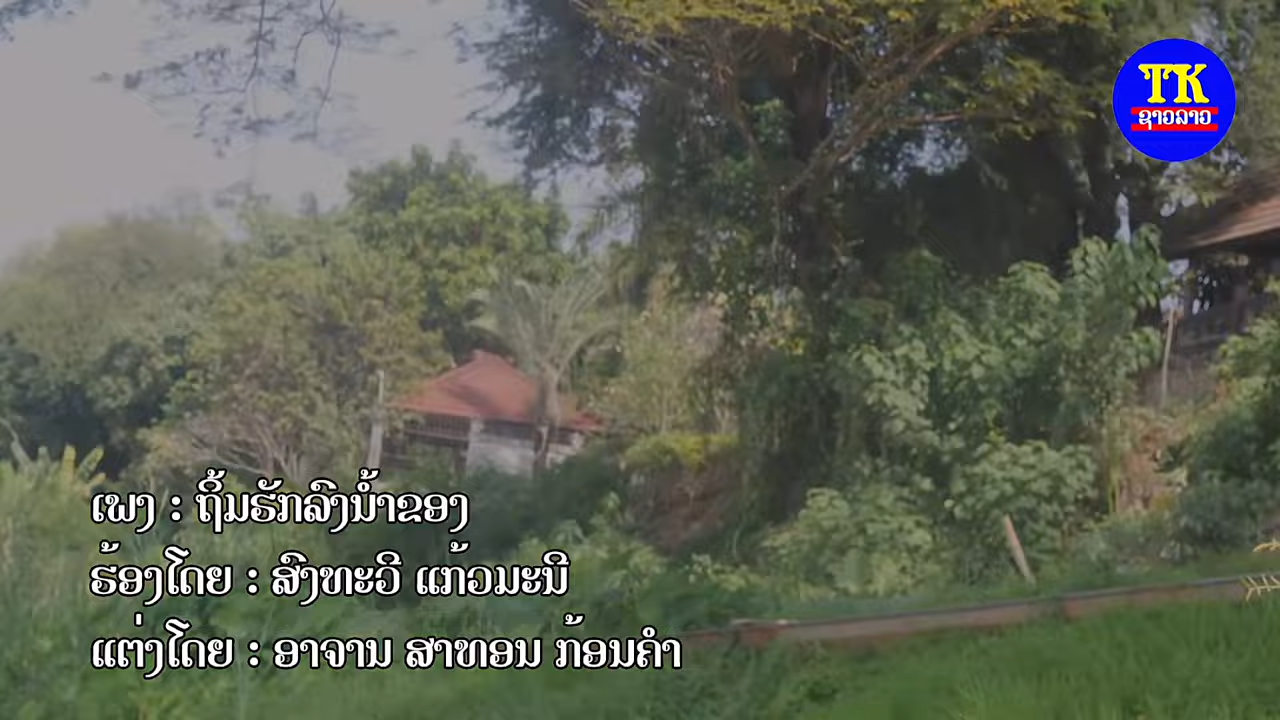 TK
ຊາວລາວ
ເພງ : ຖິ້ມຮັກລົງນ້ຳຂອງ
ຮ້ອງໂດຍ : ສົງທະວີ ແກ້ວມະນີ
ແຕ່ງໂດຍ : ອາຈານ ສາທອນ ກ້ອນຄຳ